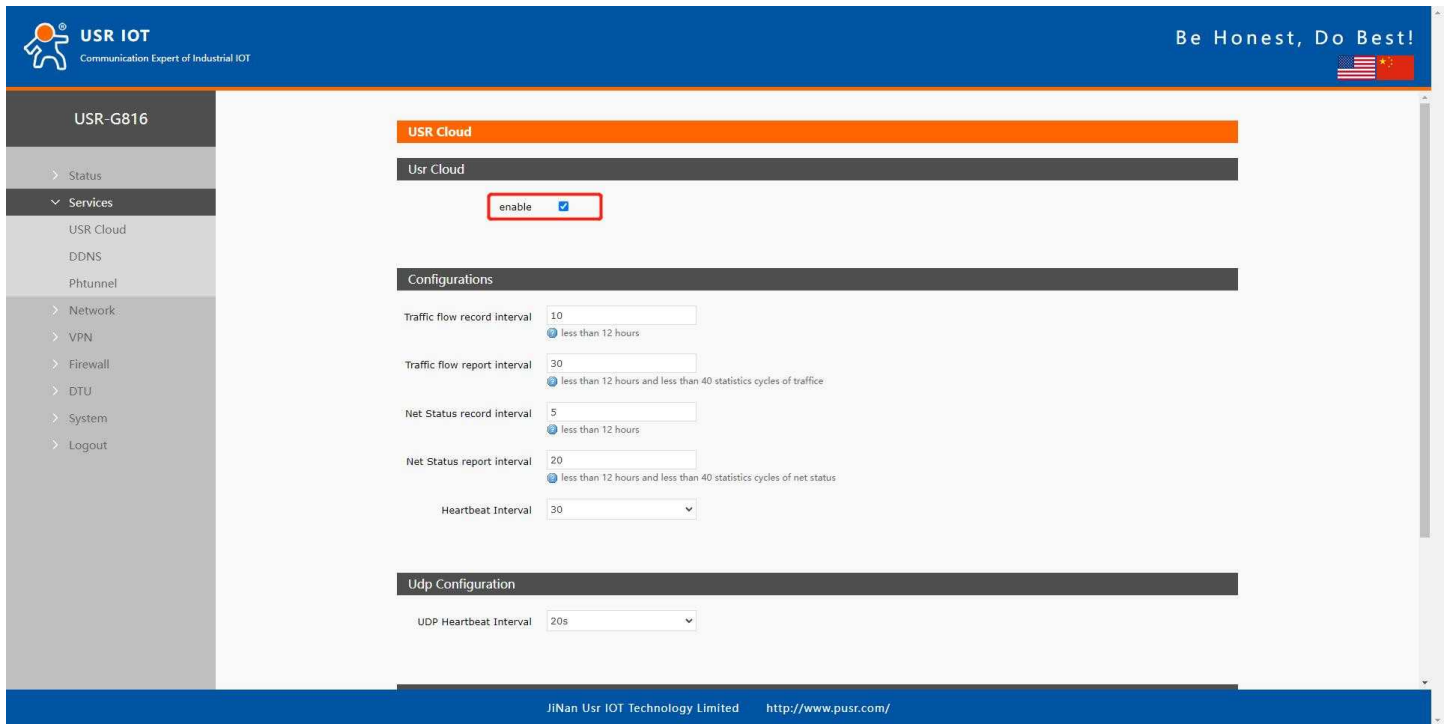 USR IOT
Communication Expert of Industrial IOT
Be Honest, Do Best!
USR-G816
Status
Services
USR Cloud
DDNS
Phtunnel
Network
VPN
Firewall
DTU
System
Logout
USR Cloud
Usr Cloud
enable
Configurations
Traffic flow record interval 10
less than 12 hours
Traffic flow report interval 30
less than 12 hours and less than 40 statistics cycles of traffice
Net Status record interval 5
less than 12 hours
Net Status report interval 20
less than 12 hours and less than 40 statistics cycles of net status
Heartbeat Interval 30
Udp Configuration
UDP Heartbeat Interval 20s
JiNan Usr IOT Technology Limited http://www.pusr.com/